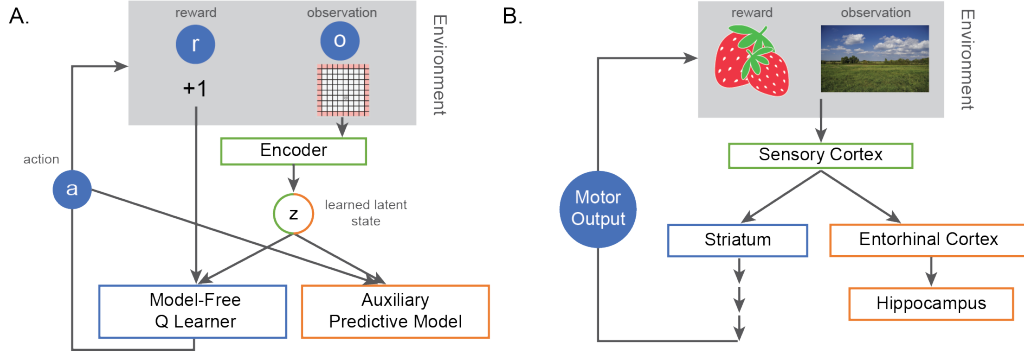 A.
reward
observation
r
o
+1
Environment
Encoder
action
a
z
learned latent
state
Model-Free
Q Learner
Auxiliary
Predictive Model
B.
reward
observation
Environment
Sensory Cortex
Motor
Output
Striatum
Entorhinal Cortex
Hippocampus